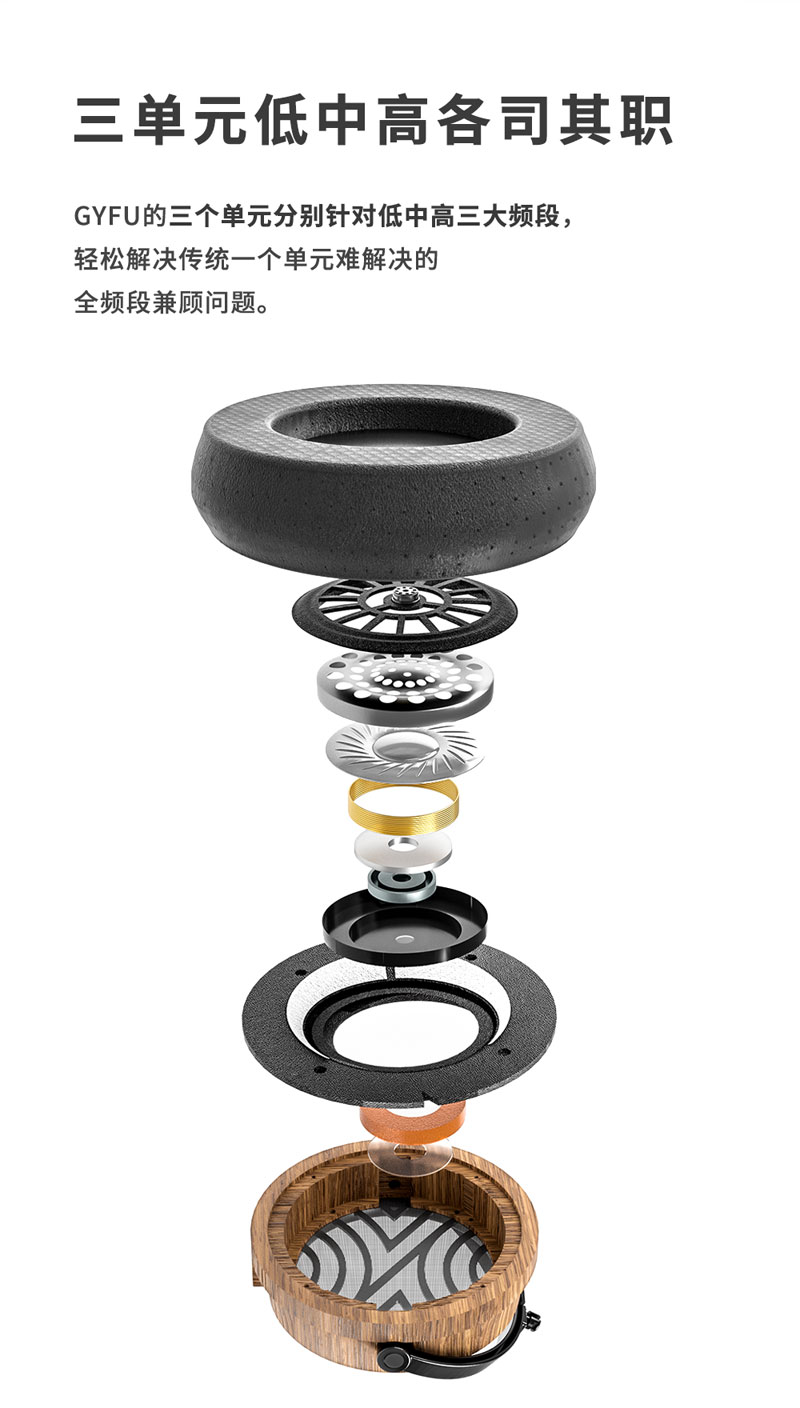 三单元低中高各司其职
GYFU的三个单元分别针对低中高三大频段，
轻松解决传统一个单元难解决的
全频段兼顾问题。